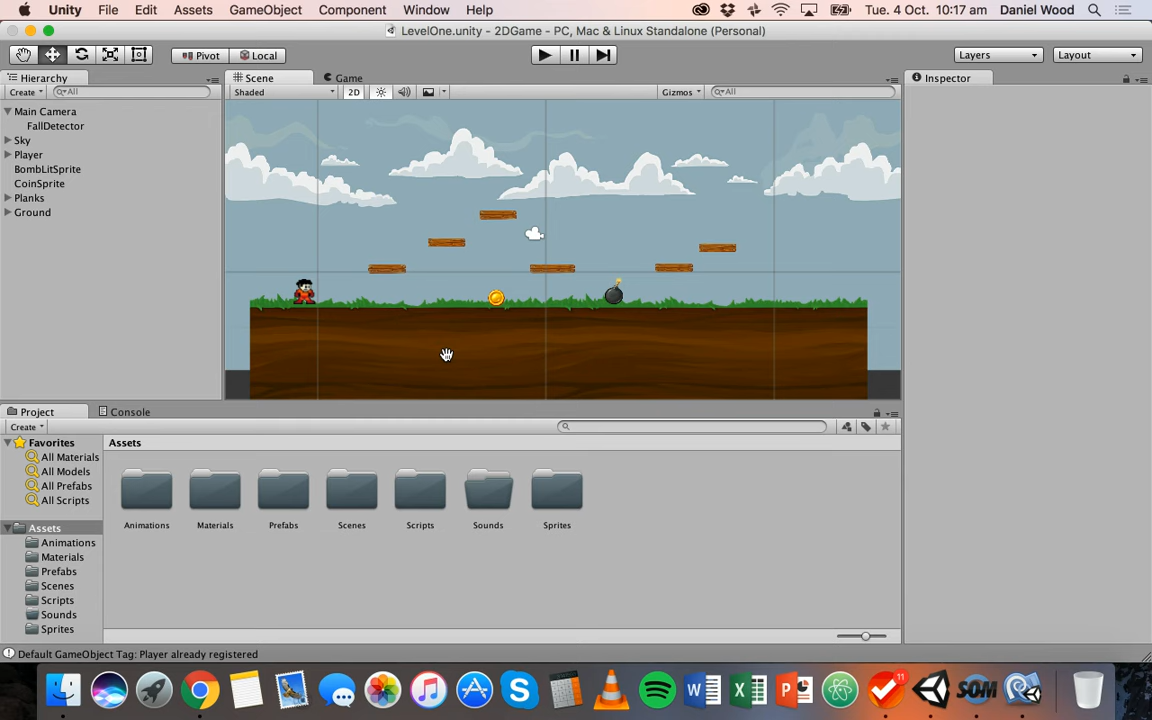 Unity File Edit Assets GameObject Component Window Help Tue. 4 Oct. 10:17 am Daniel Wood
LevelOne.unity - 2DGame - PC, Mac & Linux Standalone (Personal)
Pivot Local Layers Layout
Hierarchy Scene Game Inspector
Create All Shaded 2D Gizmos All
Main Camera
FallDetector
Sky
Player
BombLitSprite
CoinSprite
Planks
Ground
Project Console
Create
Favorites Assets
All Materials
All Models
All Prefabs
All Scripts
Animations Materials Prefabs Scenes Scripts Sounds Sprites
Assets
Animations
Materials
Prefabs
Scenes
Scripts
Sounds
Sprites
Default GameObject Tag: Player already registered
11
SOM